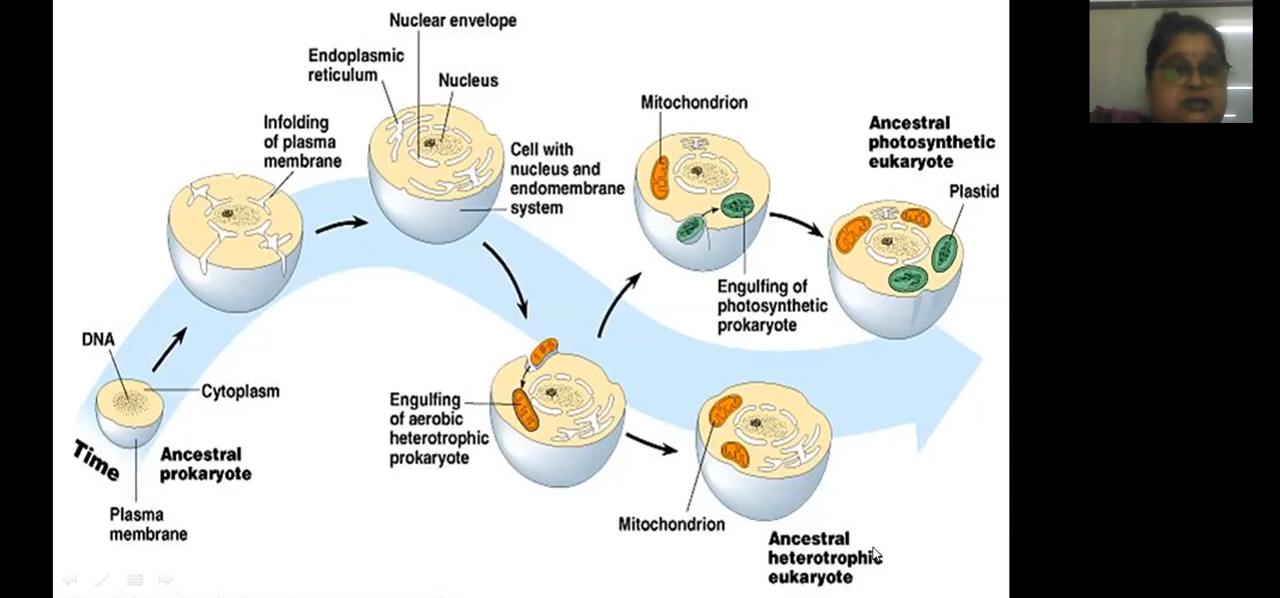 Nuclear envelope
Endoplasmic
reticulum
Nucleus
Infolding
of plasma
membrane
Cell with
nucleus and
endomembrane
system
Mitochondrion
Ancestral
photosynthetic
eukaryote
Plastid
Engulfing of
photosynthetic
prokaryote
DNA
Cytoplasm
Time
Ancestral
prokaryote
Plasma
membrane
Engulfing
of aerobic
heterotrophic
prokaryote
Mitochondrion
Ancestral
heterotrophic
eukaryote